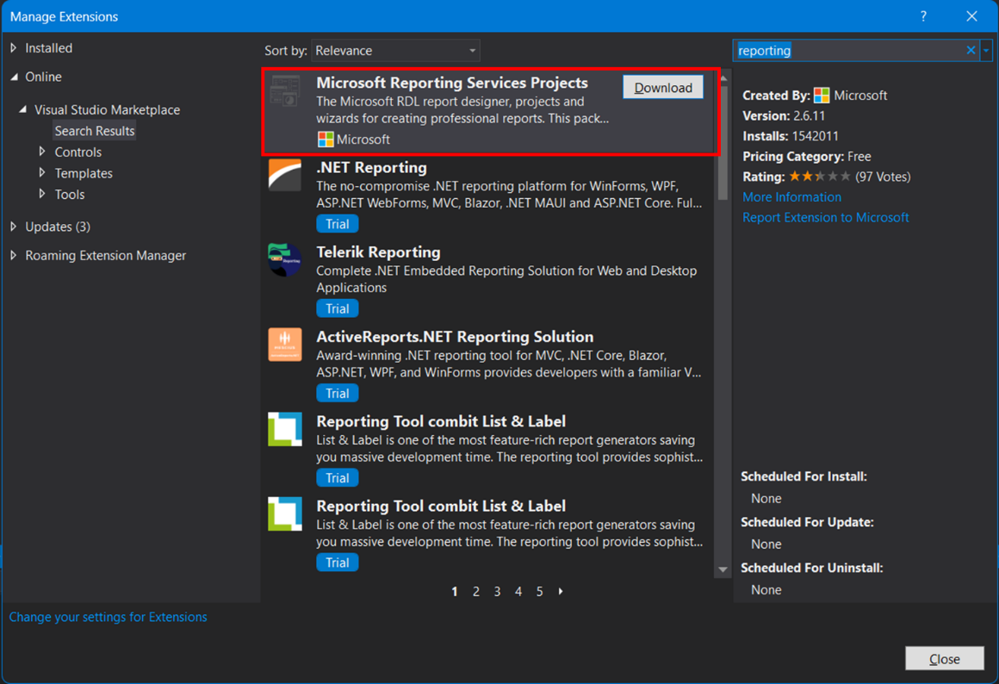 Manage Extensions
?
Installed
Online
Visual Studio Marketplace
Search Results
Controls
Templates
Tools
Updates (3)
Roaming Extension Manager
Sort by: Relevance
Microsoft Reporting Services Projects
Download
The Microsoft RDL report designer, projects and
wizards for creating professional reports. This pack...
Microsoft
.NET Reporting
The no-compromise .NET reporting platform for WinForms, WPF,
ASP.NET WebForms, MVC, Blazor, .NET MAUI and ASP.NET Core. Ful...
Trial
Telerik Reporting
Complete .NET Embedded Reporting Solution for Web and Desktop
Applications
Trial
ActiveReports.NET Reporting Solution
Award-winning .NET reporting tool for MVC, .NET Core, Blazor,
ASP.NET, WPF, and WinForms provides developers with a familiar V...
Trial
Reporting Tool combit List & Label
List & Label is one of the most feature-rich report generators saving
you massive development time. The reporting tool provides sophist...
Trial
Reporting Tool combit List & Label
List & Label is one of the most feature-rich report generators saving
you massive development time. The reporting tool provides sophist...
Trial
1 2 3 4 5
reporting
Created By: Microsoft
Version: 2.6.11
Installs: 1542011
Pricing Category: Free
Rating: (97 Votes)
More Information
Report Extension to Microsoft
Scheduled For Install:
None
Scheduled For Update:
None
Scheduled For Uninstall:
None
Change your settings for Extensions
Close